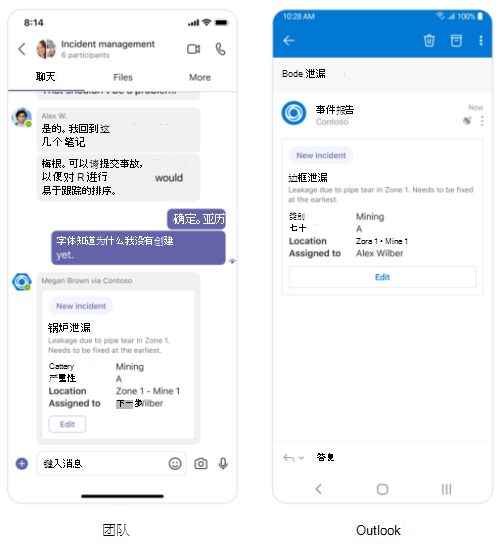 8:14
Incident management
6 participants
聊天 Files More
That shouldn't be a problem.
Alex W.
是的。我回到这
几个笔记
梅根。可以请提交事故,
以便对 R 进行 would
易于跟踪的排序。
确定。亚历
字体知道为什么我没有创建
yet.
Megan Brown via Contoso
New incident
锅炉泄漏
Leakage due to pipe tear in Zone 1.
Needs to be fixed at the earliest.
Cattery Mining
严重性 A
Location Zone 1 - Mine 1
Assigned to 下一步 Wilber
Edit
键入消息
团队
10:28 AM 100%
Bode 泄漏
事件报告
Contoso
Now
New incident
边框泄漏
Leakage due to pipe tear in Zone 1. Needs to be fixed
at the earliest.
类别 Mining
七十 A
Location Zora 1 • Mine 1
Assigned to Alex Wilber
Edit
答复
Outlook